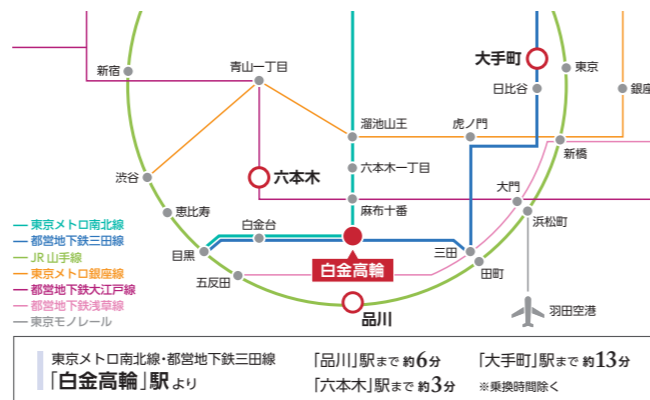 新宿
青山一丁目
大手町
東京
日比谷
銀座
溜池山王
虎ノ門
新橋
六本木一丁目
渋谷
六本木
大門
恵比寿
麻布十番
浜松町
白金台
目黒
三田
田町
五反田
白金高輪
品川
羽田空港
東京メトロ南北線
都営地下鉄三田線
JR山手線
東京メトロ銀座線
都営地下鉄大江戸線
都営地下鉄浅草線
東京モノレール
東京メトロ南北線・都営地下鉄三田線
「白金高輪」駅より
「品川」駅まで 約6分
「大手町」駅まで 約13分
「六本木」駅まで 約3分
※乗換時間除く